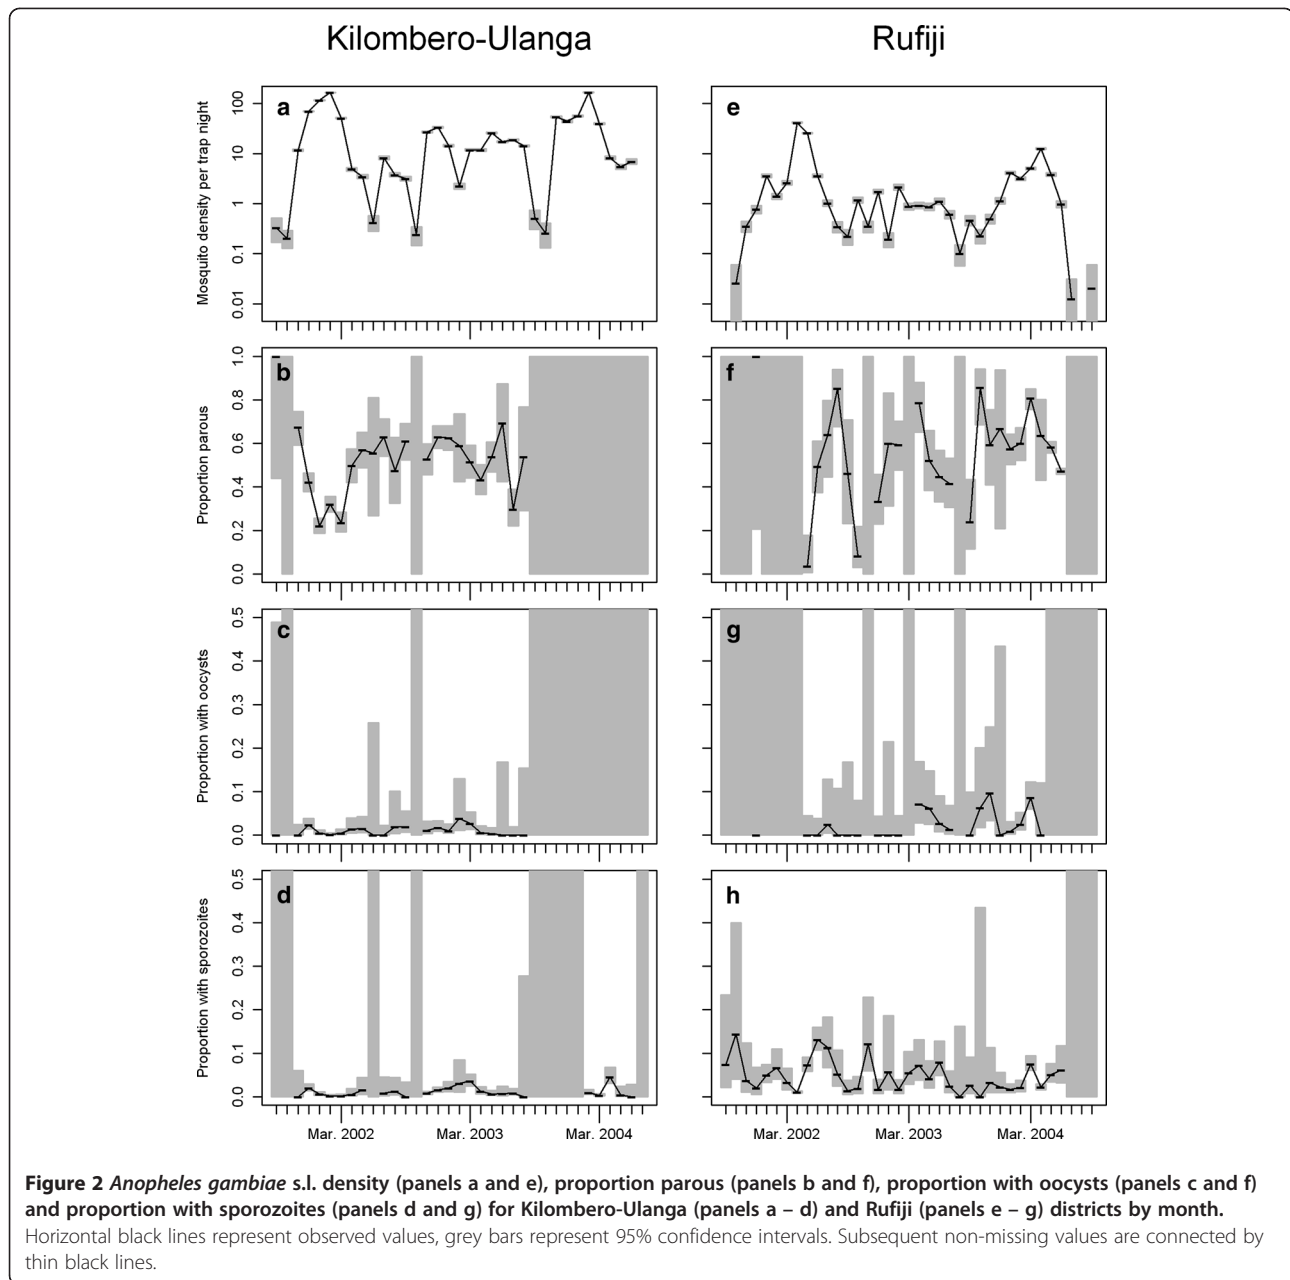 Kilombero-Ulanga
Rufiji
Mosquito density per trap night
100
10
1
0.1
0.01
a
e
Proportion parous
1.0
0.8
0.6
0.4
0.2
0.0
b
f
Proportion with oocysts
0.5
0.4
0.3
0.2
0.1
0.0
c
g
Proportion with sporozoites
0.5
0.4
0.3
0.2
0.1
0.0
d
h
Mar. 2002
Mar. 2003
Mar. 2004
Mar. 2002
Mar. 2003
Mar. 2004
Figure 2 Anopheles gambiae s.l. density (panels a and e), proportion parous (panels b and f), proportion with oocysts (panels c and f)
and proportion with sporozoites (panels d and g) for Kilombero-Ulanga (panels a – d) and Rufiji (panels e – g) districts by month.
Horizontal black lines represent observed values, grey bars represent 95% confidence intervals. Subsequent non-missing values are connected by
thin black lines.